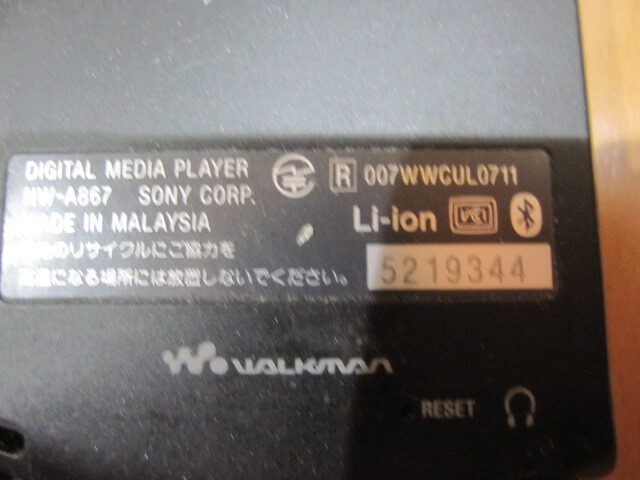 DIGITAL MEDIA PLAYER
R 007WWCUL0711
NW-A867 SONY CORP.
MADE IN MALAYSIA
Li-ion VCCI
のリサイクルにご協力を
になる場所には放置しないでください。
5219344
WALKMAN
RESET